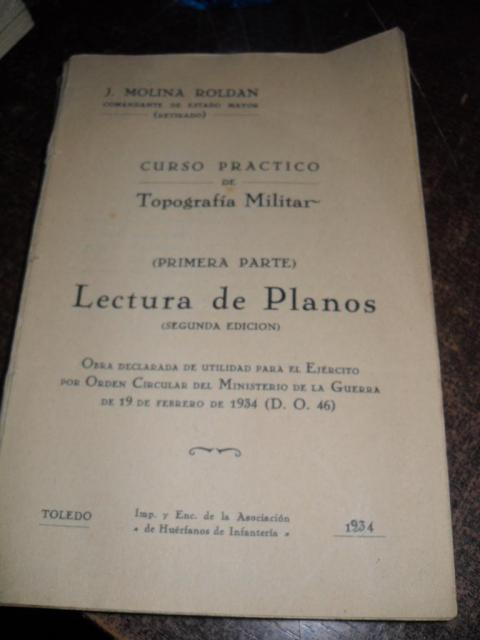 J. MOLINA ROLDAN
COMANDANTE DE ESTADO MAYOR
(RETIRADO)
CURSO PRACTICO
DE
Topografía Militar
(PRIMERA PARTE)
Lectura de Planos
(SEGUNDA EDICION)
OBRA DECLARADA DE UTILIDAD PARA EL EJÉRCITO
POR ORDEN CIRCULAR DEL MINISTERIO DE LA GUERRA
DE 19 DE FEBRERO DE 1934 (D. O. 46)
TOLEDO
Imp. y Enc. de la Asociación
« de Huérfanos de Infantería »
1934